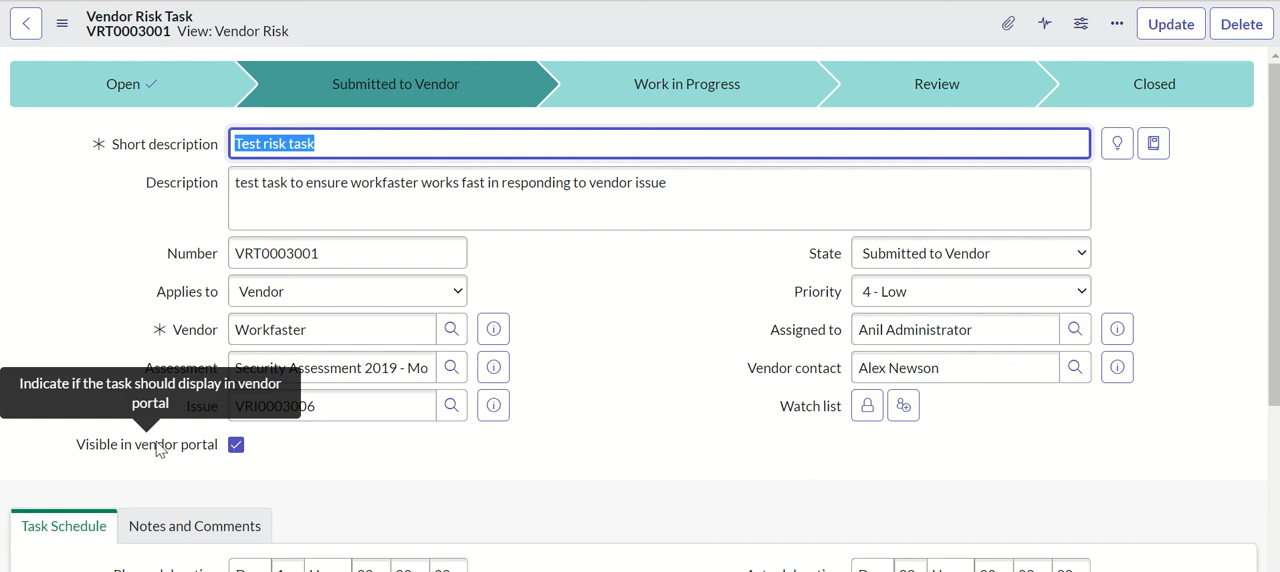 Vendor Risk Task
VRT0003001 View: Vendor Risk
Update
Delete
Open
Submitted to Vendor
Work in Progress
Review
Closed
Short description
Test risk task
Description
test task to ensure workfaster works fast in responding to vendor issue
Number
VRT0003001
State
Submitted to Vendor
Applies to
Vendor
Priority
4 - Low
Vendor
Workfaster
Assigned to
Anil Administrator
Assessment
Security Assessment 2019 - Mo
Vendor contact
Alex Newson
Indicate if the task should display in vendor
portal
Issue
VRI0003006
Watch list
Visible in vendor portal
Task Schedule
Notes and Comments